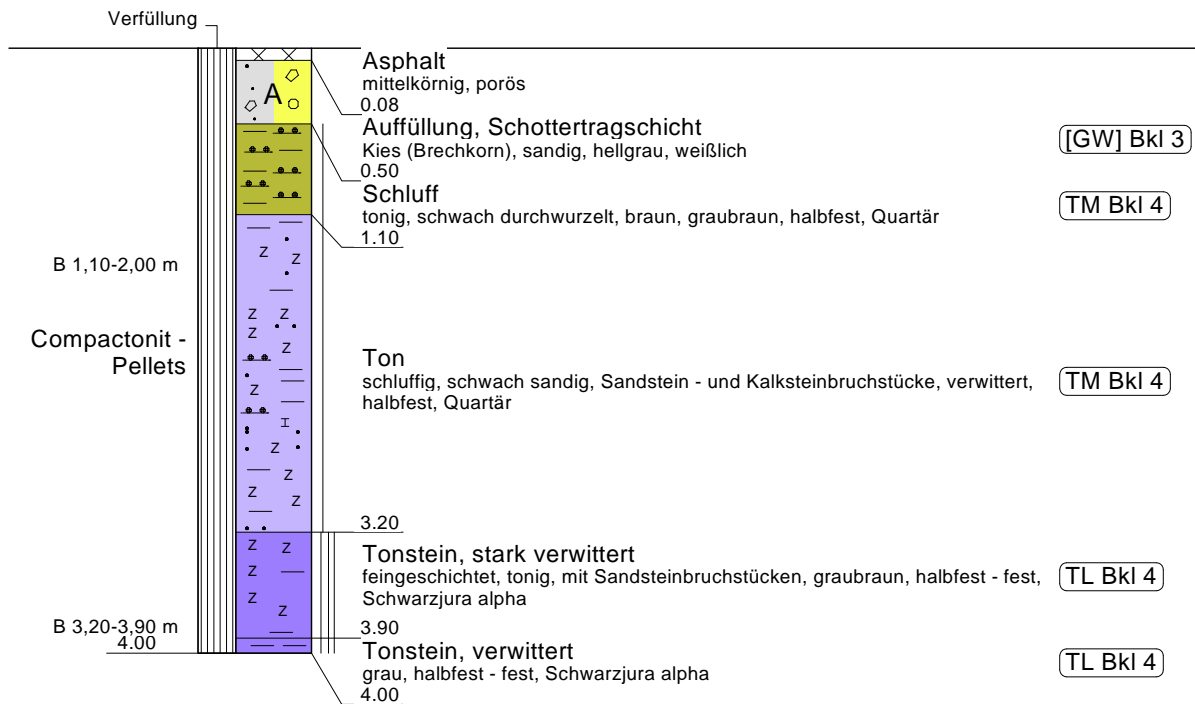 Verfüllung
Asphalt
mittelkörnig, porös
0.08
A
Auffüllung, Schottertragschicht
Kies (Brechkorn), sandig, hellgrau, weißlich
0.50
[GW] Bkl 3
Schluff
tonig, schwach durchwurzelt, braun, graubraun, halbfest, Quartär
1.10
TM Bkl 4
B 1,10-2,00 m
Compactonit -
Pellets
Ton
schluffig, schwach sandig, Sandstein - und Kalksteinbruchstücke, verwittert,
halbfest, Quartär
3.20
TM Bkl 4
Tonstein, stark verwittert
feingeschichtet, tonig, mit Sandsteinbruchstücken, graubraun, halbfest - fest,
Schwarzjura alpha
3.90
TL Bkl 4
B 3,20-3,90 m
4.00
Tonstein, verwittert
grau, halbfest - fest, Schwarzjura alpha
4.00
TL Bkl 4
Z Z
Z Z
Z
Z
Z
Z
Z
Z
Z
Z
Z Z
Z
Z
Z